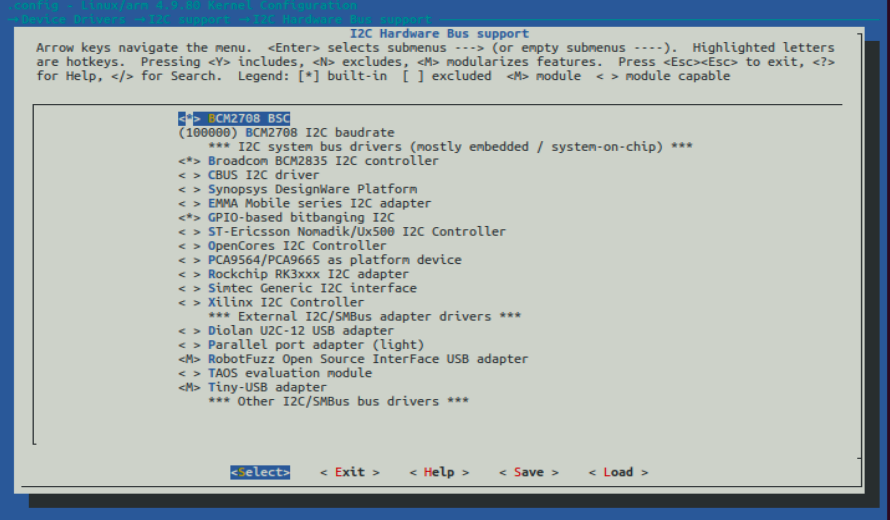 .config - Linux/arm 4.9.80 Kernel Configuration
→Device Drivers →I2C support →I2C Hardware Bus support
I2C Hardware Bus support
Arrow keys navigate the menu.  <Enter> selects submenus ---> (or empty submenus ----).  Highlighted letters
are hotkeys.  Pressing <Y> includes, <N> excludes, <M> modularizes features.  Press <Esc><Esc> to exit, <?>
for Help, </> for Search.  Legend: [*] built-in  [ ] excluded  <M> module  < > module capable
<*> BCM2708 BSC
(100000) BCM2708 I2C baudrate
*** I2C system bus drivers (mostly embedded / system-on-chip) ***
<*> Broadcom BCM2835 I2C controller
< > CBUS I2C driver
< > Synopsys DesignWare Platform
< > EMMA Mobile series I2C adapter
<*> GPIO-based bitbanging I2C
< > ST-Ericsson Nomadik/Ux500 I2C Controller
< > OpenCores I2C Controller
< > PCA9564/PCA9665 as platform device
< > Rockchip RK3xxx I2C adapter
< > Simtec Generic I2C interface
< > Xilinx I2C Controller
*** External I2C/SMBus adapter drivers ***
< > Diolan U2C-12 USB adapter
< > Parallel port adapter (light)
<M> RobotFuzz Open Source InterFace USB adapter
< > TAOS evaluation module
<M> Tiny-USB adapter
*** Other I2C/SMBus bus drivers ***
<Select>    < Exit >    < Help >    < Save >    < Load >